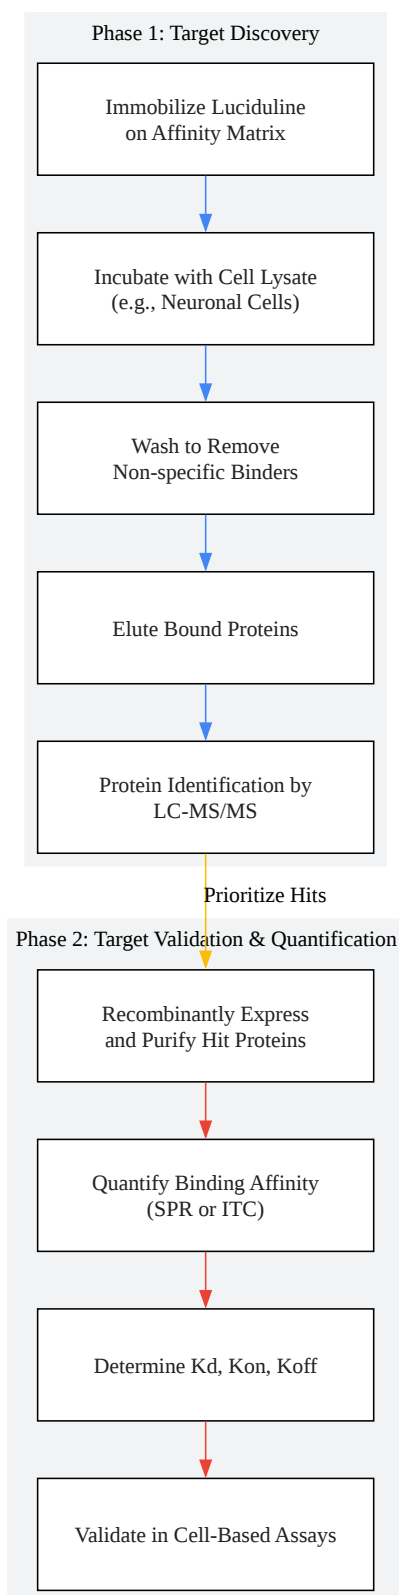 Phase 1: Target Discovery
Immobilize Luciduline
on Affinity Matrix
Incubate with Cell Lysate
(e.g., Neuronal Cells)
Wash to Remove
Non-specific Binders
Elute Bound Proteins
Protein Identification by
LC-MS/MS
Prioritize Hits
Phase 2: Target Validation & Quantification
Recombinantly Express
and Purify Hit Proteins
Quantify Binding Affinity
(SPR or ITC)
Determine Kd, Kon, Koff
Validate in Cell-Based Assays